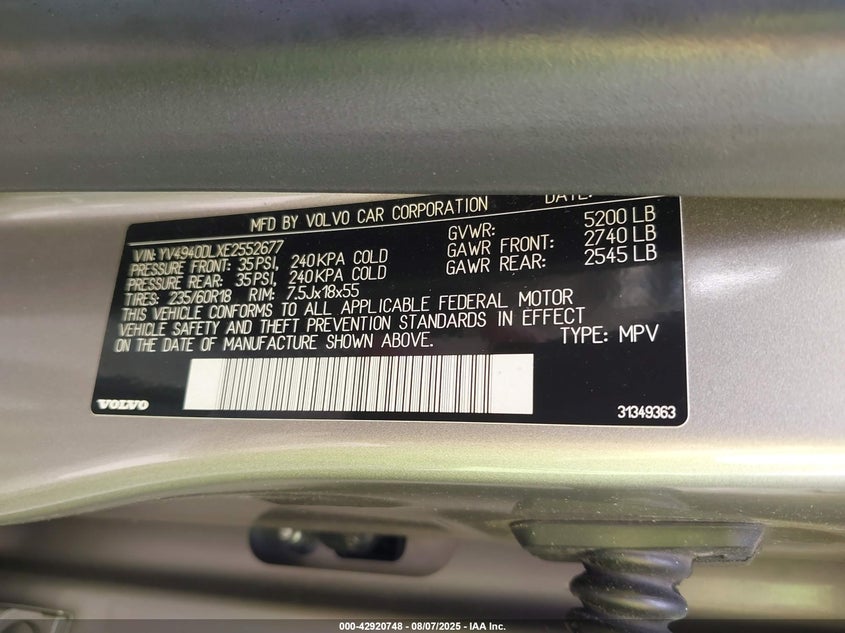 MFD BY VOLVO CAR CORPORATION
DATE:
VIN: YV4940DLXE2552677
PRESSURE FRONT: 35PSI, 240KPA COLD
PRESSURE REAR: 35PSI, 240KPA COLD
TIRES: 235/60R18 RIM: 7.5Jx18x55
GVWR: 5200 LB
GAWR FRONT: 2740 LB
GAWR REAR: 2545 LB
THIS VEHICLE CONFORMS TO ALL APPLICABLE FEDERAL MOTOR
VEHICLE SAFETY AND THEFT PREVENTION STANDARDS IN EFFECT
ON THE DATE OF MANUFACTURE SHOWN ABOVE.
TYPE: MPV
VOLVO
31349363
000-42920748 - 08/07/2025 - IAA Inc.